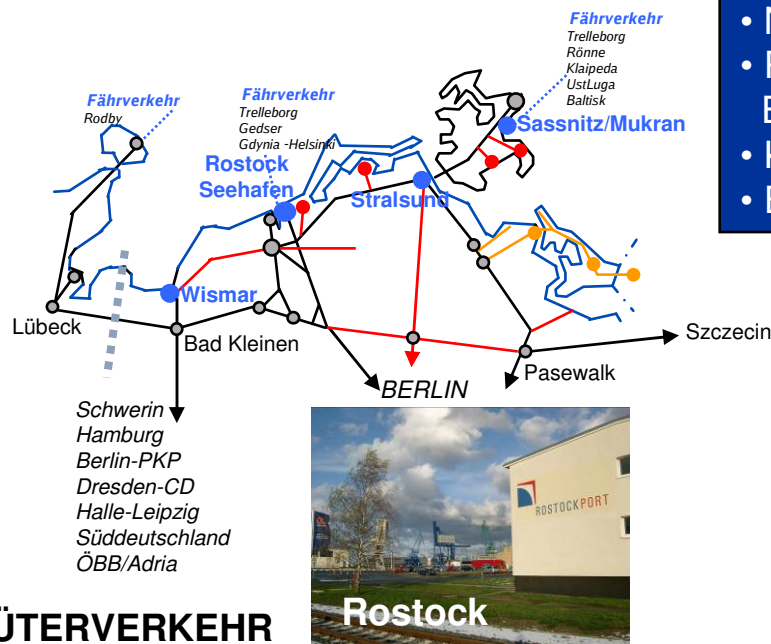 Fährverkehr
Trelleborg
Rönne
Klaipeda
UstLuga
Baltisk
Sassnitz/Mukran
Fährverkehr
Rodby
Fährverkehr
Trelleborg
Gedser
Gdynia -Helsinki
Rostock
Seehafen
Stralsund
Wismar
Lübeck
Bad Kleinen
Szczecin
Pasewalk
BERLIN
Schwerin
Hamburg
Berlin-PKP
Dresden-CD
Halle-Leipzig
Süddeutschland
ÖBB/Adria
ROSTOCKPORT
Rostock
ÜTERVERKEHR